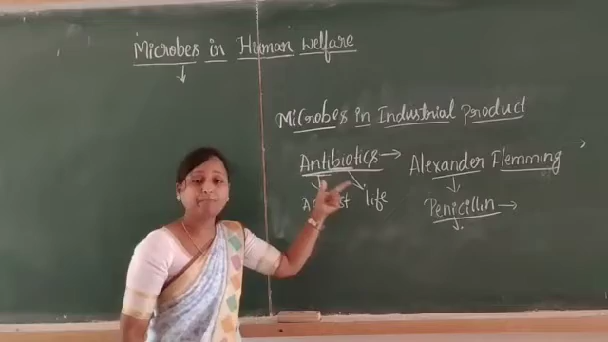 Microbes in Human welfare
Microbes in Industrial Product
Antibiotics → Alexander Flemming
life
Penicillin →